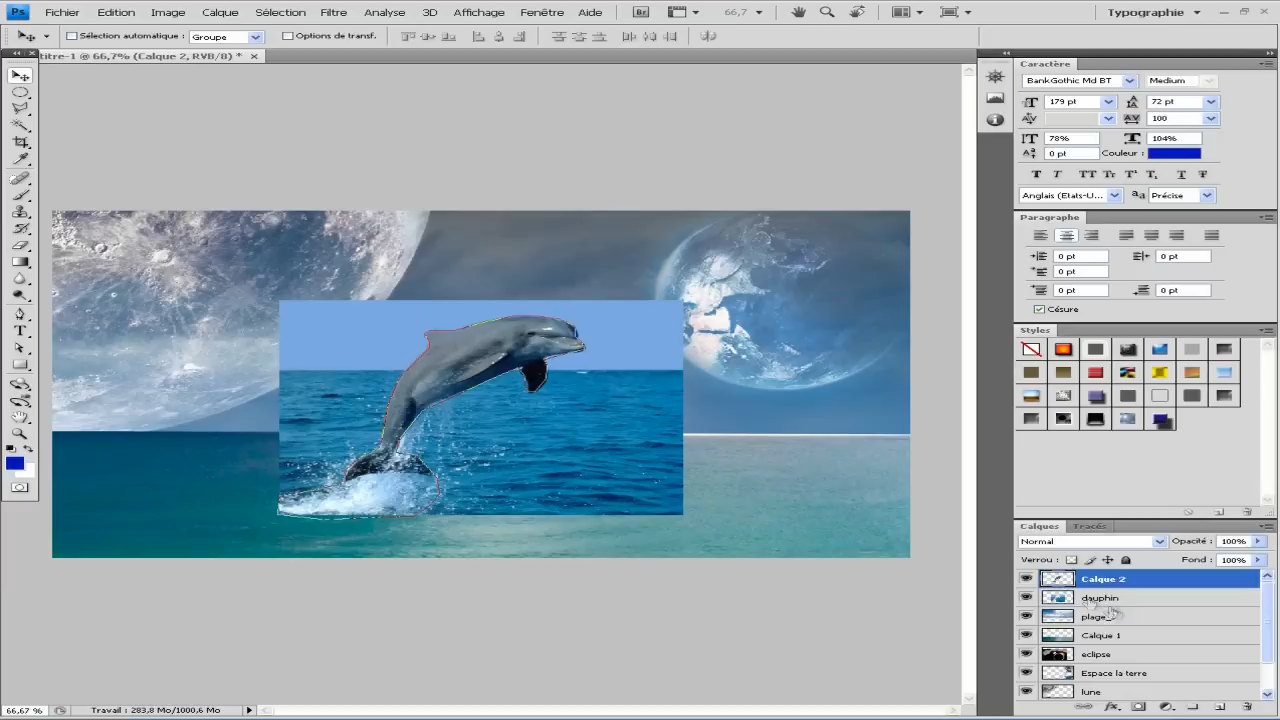 Ps Fichier Edition Image Calque Sélection Filtre Analyse 3D Affichage Fenêtre Aide Br 66,7 Typographie
Sélection automatique : Groupe Options de transf.
titre-1 @ 66,7% (Calque 2, RVB/8) *
Caractère
BankGothic Md BT Medium
179 pt 72 pt
100
78% 104%
0 pt Couleur :
Anglais (Etats-U... Précise
Paragraphe
0 pt 0 pt
0 pt
0 pt 0 pt
Césure
Styles
Calques Tracés
Normal Opacité : 100%
Verrou : Fond : 100%
Calque 2
dauphin
plage
Calque 1
eclipse
Espace la terre
lune
66,67 % Travail : 283,8 Mo/1000,6 Mo